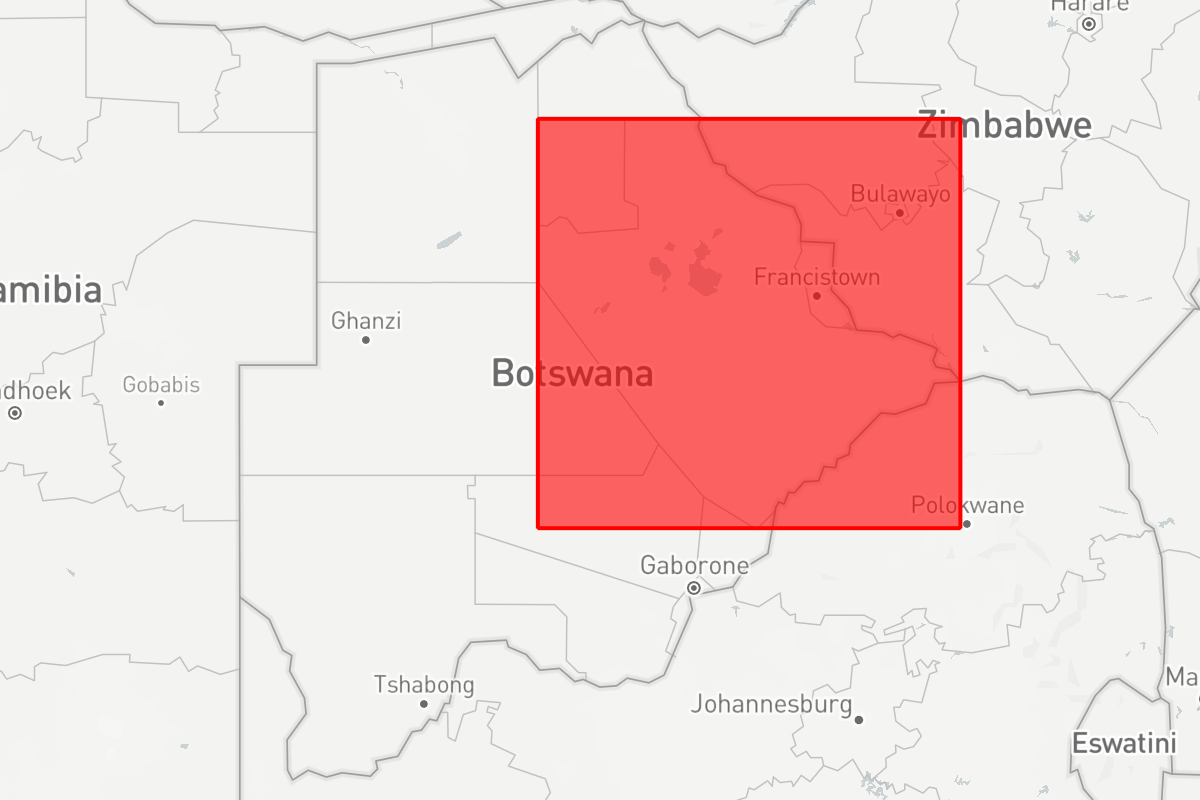 Harare
Zimbabwe
Bulawayo
Francistown
amibia
Ghanzi
Botswana
Gobabis
dhoek
Polokwane
Gaborone
Tshabong
Ma
Johannesburg
Eswatini